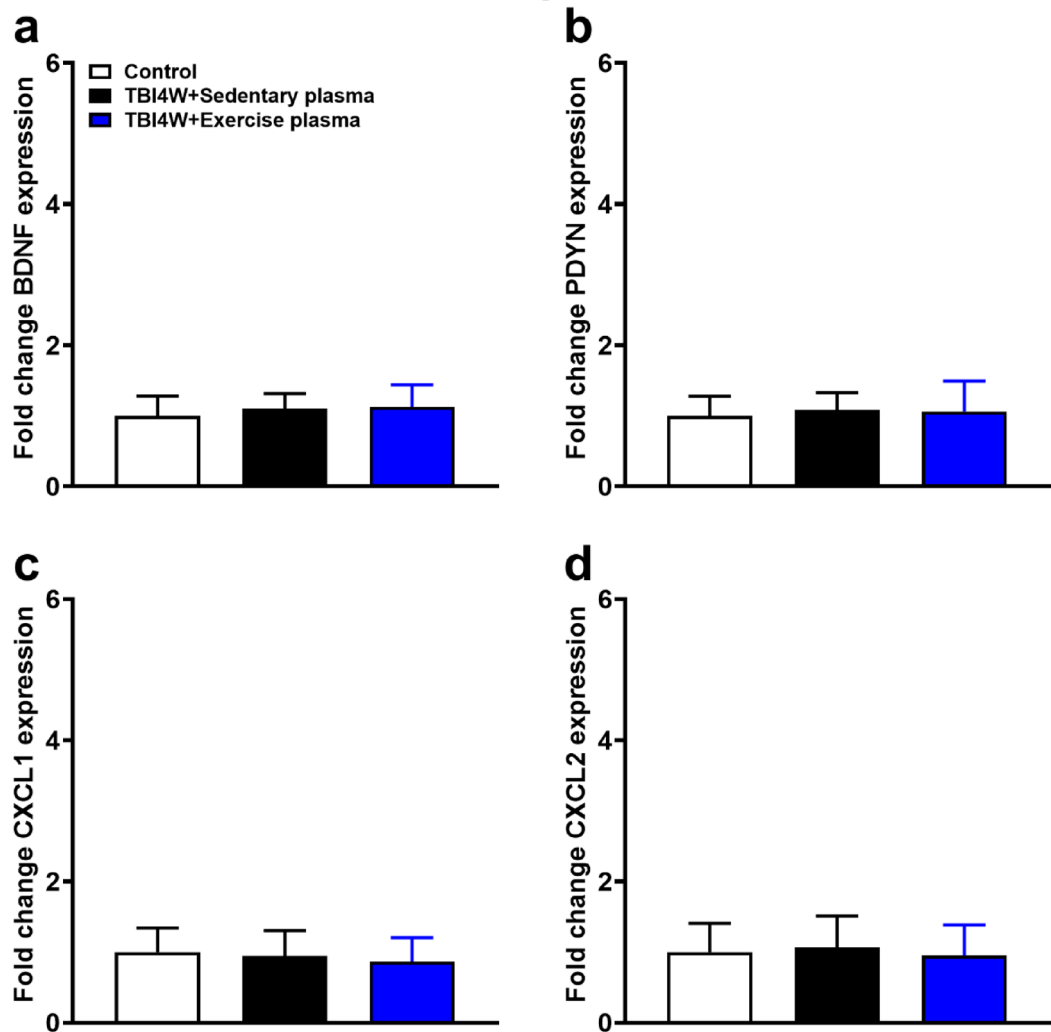 a
Fold change BDNF expression
6
4
2
0
Control
TBI4W+Sedentary plasma
TBI4W+Exercise plasma
b
Fold change PDYN expression
6
4
2
0
c
Fold change CXCL1 expression
6
4
2
0
d
Fold change CXCL2 expression
6
4
2
0